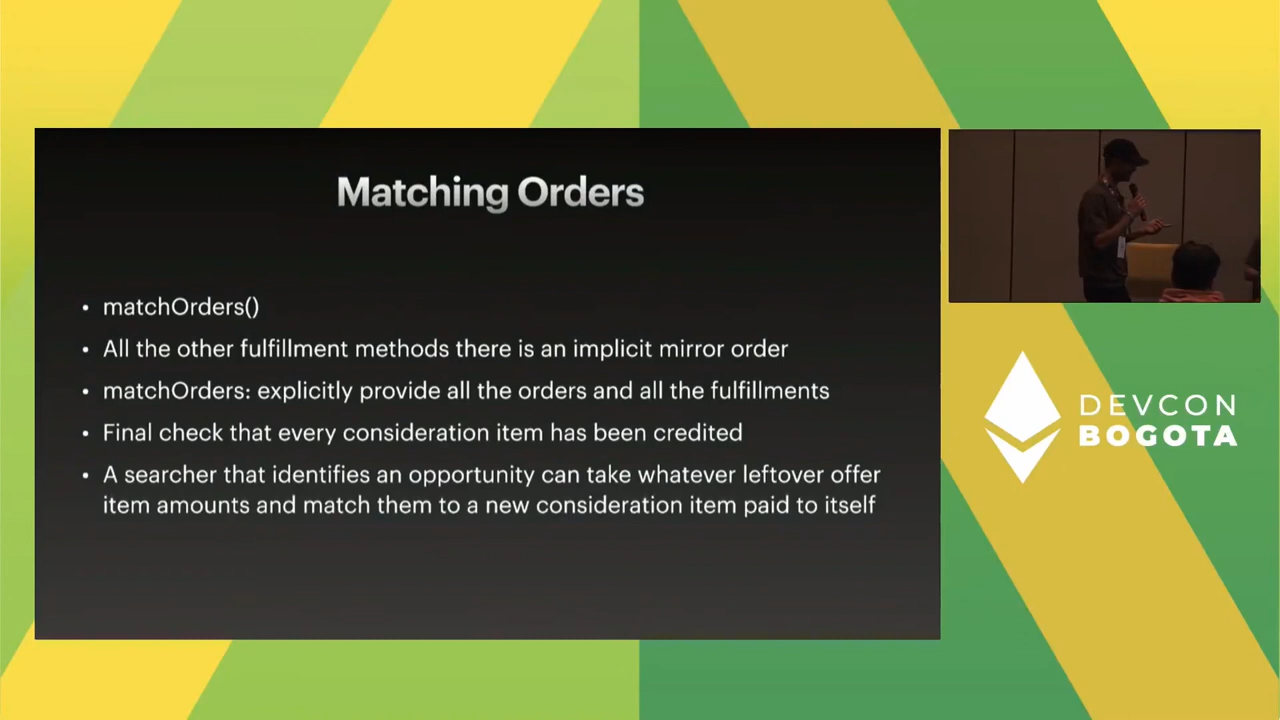 Matching Orders
• matchOrders()
• All the other fulfillment methods there is an implicit mirror order
• matchOrders: explicitly provide all the orders and all the fulfillments
• Final check that every consideration item has been credited
• A searcher that identifies an opportunity can take whatever leftover offer
item amounts and match them to a new consideration item paid to itself
DEVCON
BOGOTA